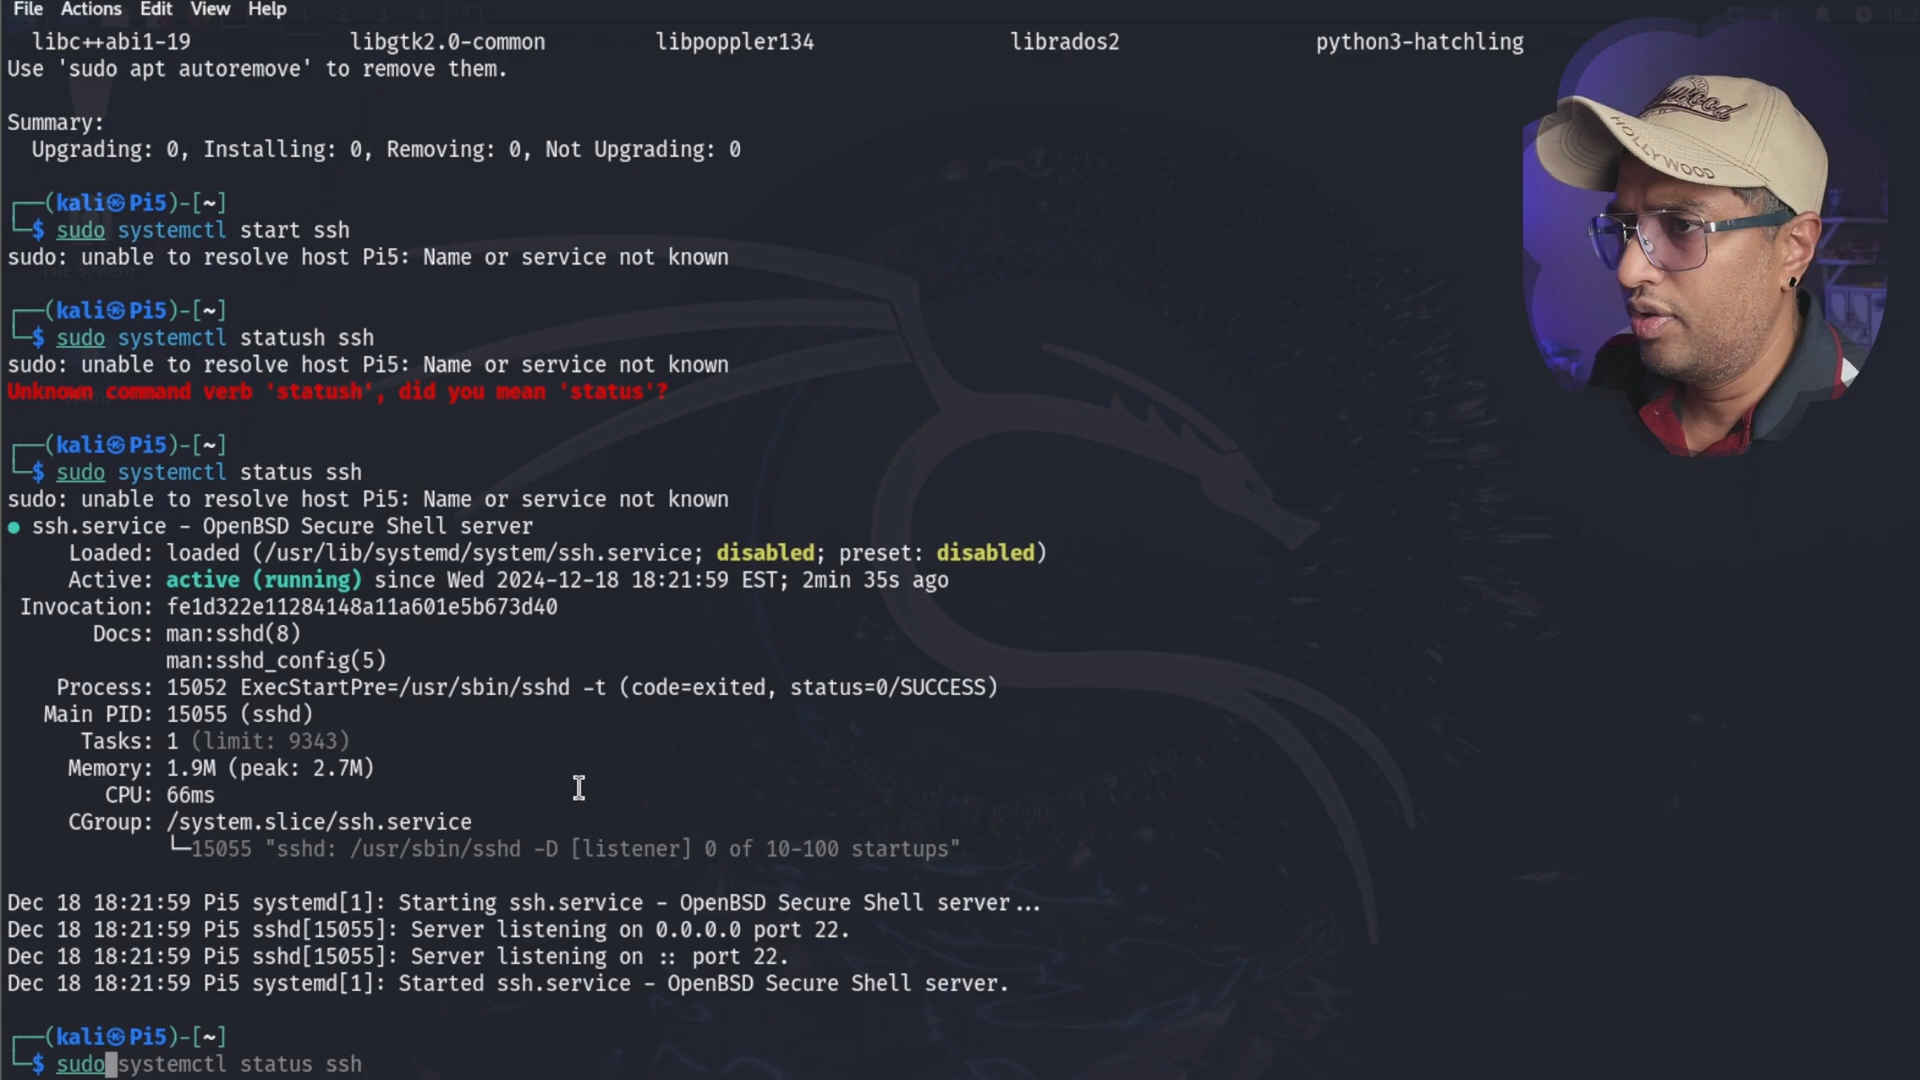 File Actions Edit View Help
libc++abi1-19 libgtk2.0-common libpoppler134 librados2 python3-hatchling
Use 'sudo apt autoremove' to remove them.
Summary:
Upgrading: 0, Installing: 0, Removing: 0, Not Upgrading: 0
┌──(kali㉿Pi5)-[~]
└─$ sudo systemctl start ssh
sudo: unable to resolve host Pi5: Name or service not known
┌──(kali㉿Pi5)-[~]
└─$ sudo systemctl statush ssh
sudo: unable to resolve host Pi5: Name or service not known
Unknown command verb 'statush', did you mean 'status'?
┌──(kali㉿Pi5)-[~]
└─$ sudo systemctl status ssh
sudo: unable to resolve host Pi5: Name or service not known
● ssh.service - OpenBSD Secure Shell server
Loaded: loaded (/usr/lib/systemd/system/ssh.service; disabled; preset: disabled)
Active: active (running) since Wed 2024-12-18 18:21:59 EST; 2min 35s ago
Invocation: fe1d322e11284148a11a601e5b673d40
Docs: man:sshd(8)
man:sshd_config(5)
Process: 15052 ExecStartPre=/usr/sbin/sshd -t (code=exited, status=0/SUCCESS)
Main PID: 15055 (sshd)
Tasks: 1 (limit: 9343)
Memory: 1.9M (peak: 2.7M)
CPU: 66ms
CGroup: /system.slice/ssh.service
└─15055 "sshd: /usr/sbin/sshd -D [listener] 0 of 10-100 startups"
Dec 18 18:21:59 Pi5 systemd[1]: Starting ssh.service - OpenBSD Secure Shell server...
Dec 18 18:21:59 Pi5 sshd[15055]: Server listening on 0.0.0.0 port 22.
Dec 18 18:21:59 Pi5 sshd[15055]: Server listening on :: port 22.
Dec 18 18:21:59 Pi5 systemd[1]: Started ssh.service - OpenBSD Secure Shell server.
┌──(kali㉿Pi5)-[~]
└─$ sudo systemctl status ssh
HOLLYWOOD